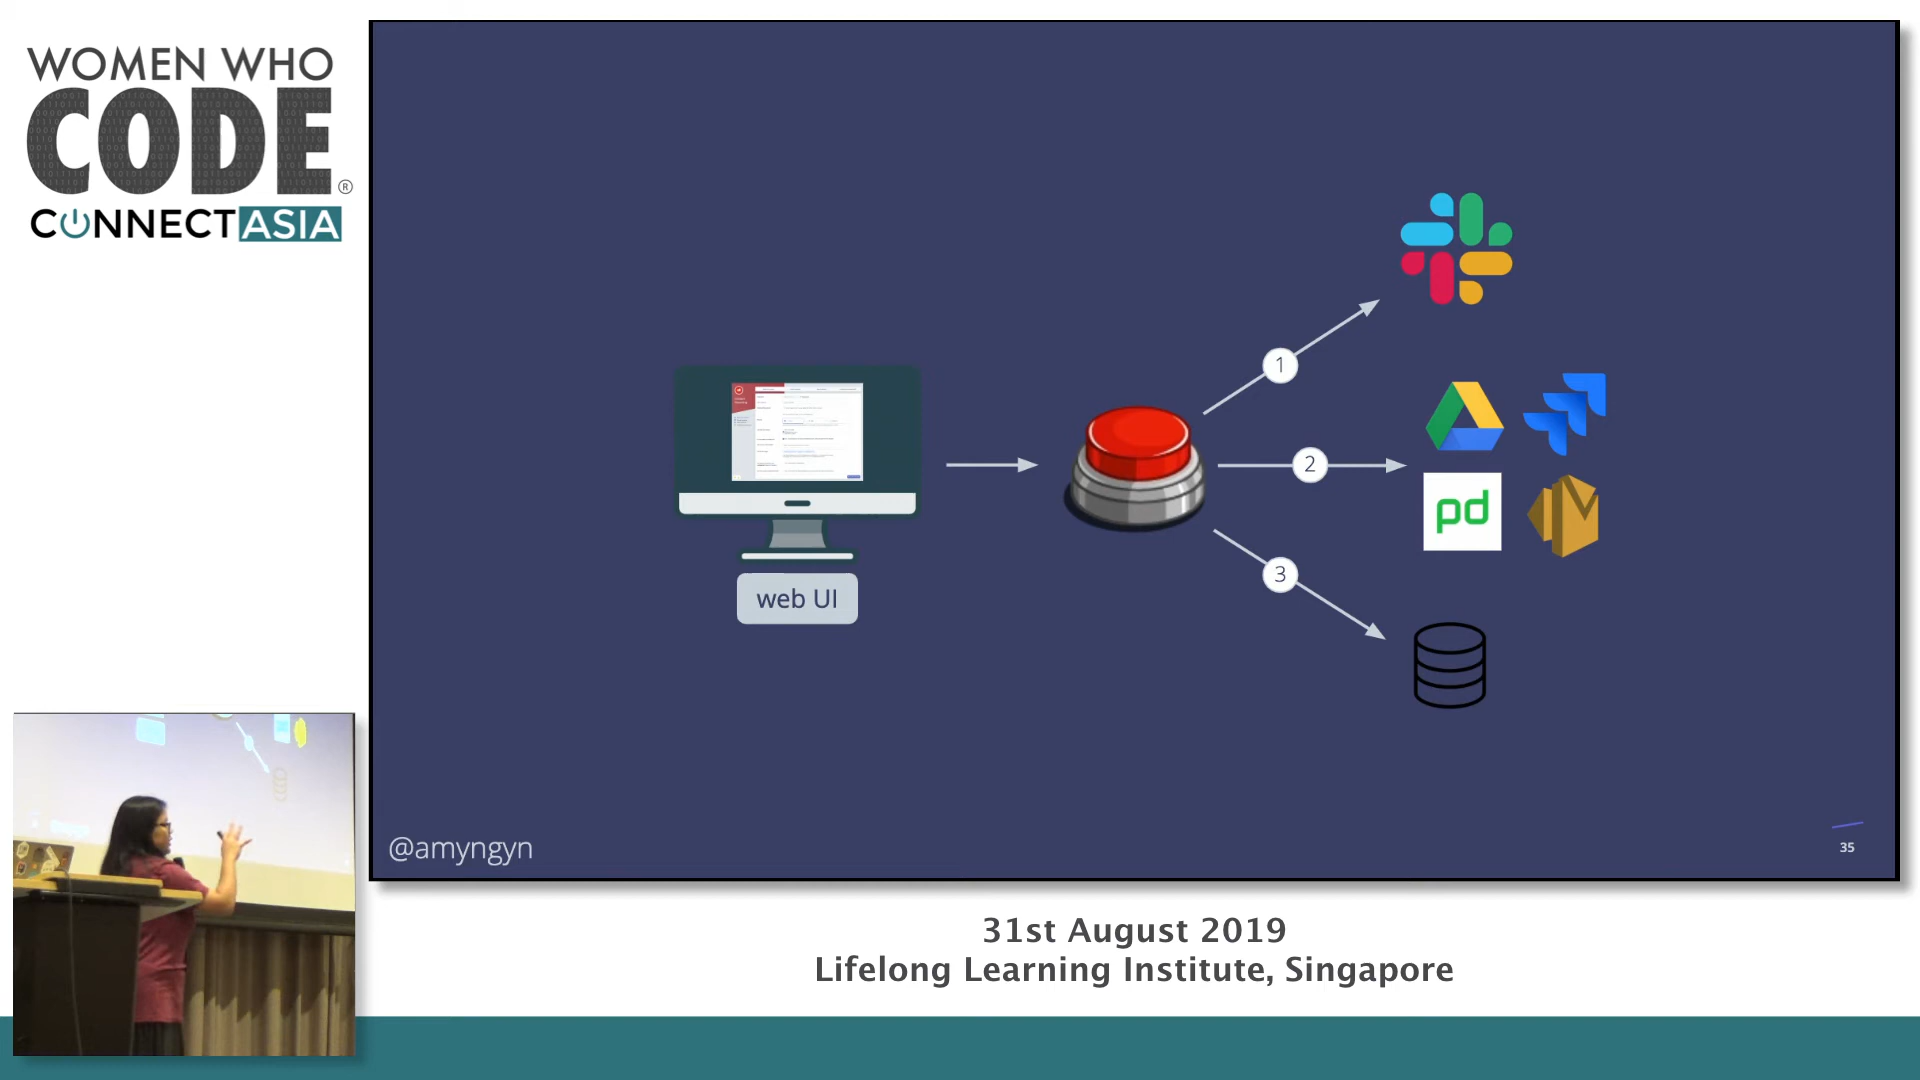 WOMEN WHO
CODE®
CONNECT ASIA
1
2
pd
3
web UI
@amyngyn
35
31st August 2019
Lifelong Learning Institute, Singapore